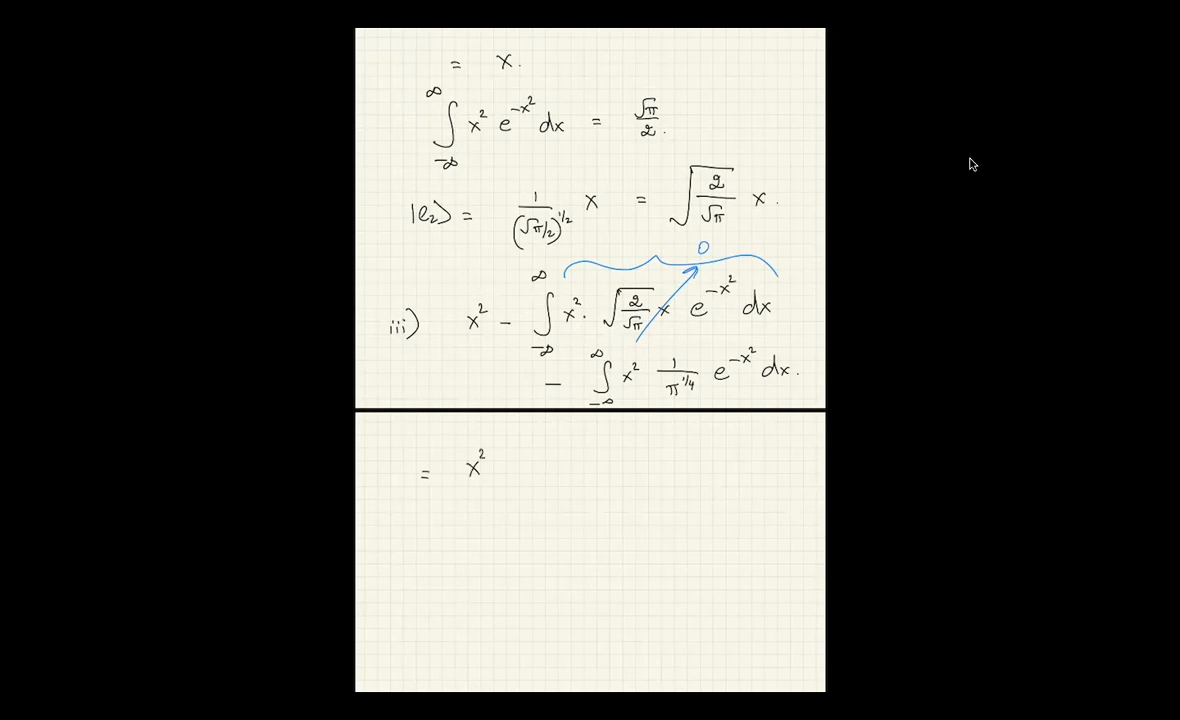 = x.
∫_{-∞}^{∞} x² e^{-x²} dx = √π/2.
|e₂⟩ = 1/(√π/2)^{1/2} x = √(2/√π) x.
0
iii) x² - ∫_{-∞}^{∞} x². √(2/√π) x e^{-x²} dx
- ∫_{-∞}^{∞} x² 1/π^{1/4} e^{-x²} dx.
= x²